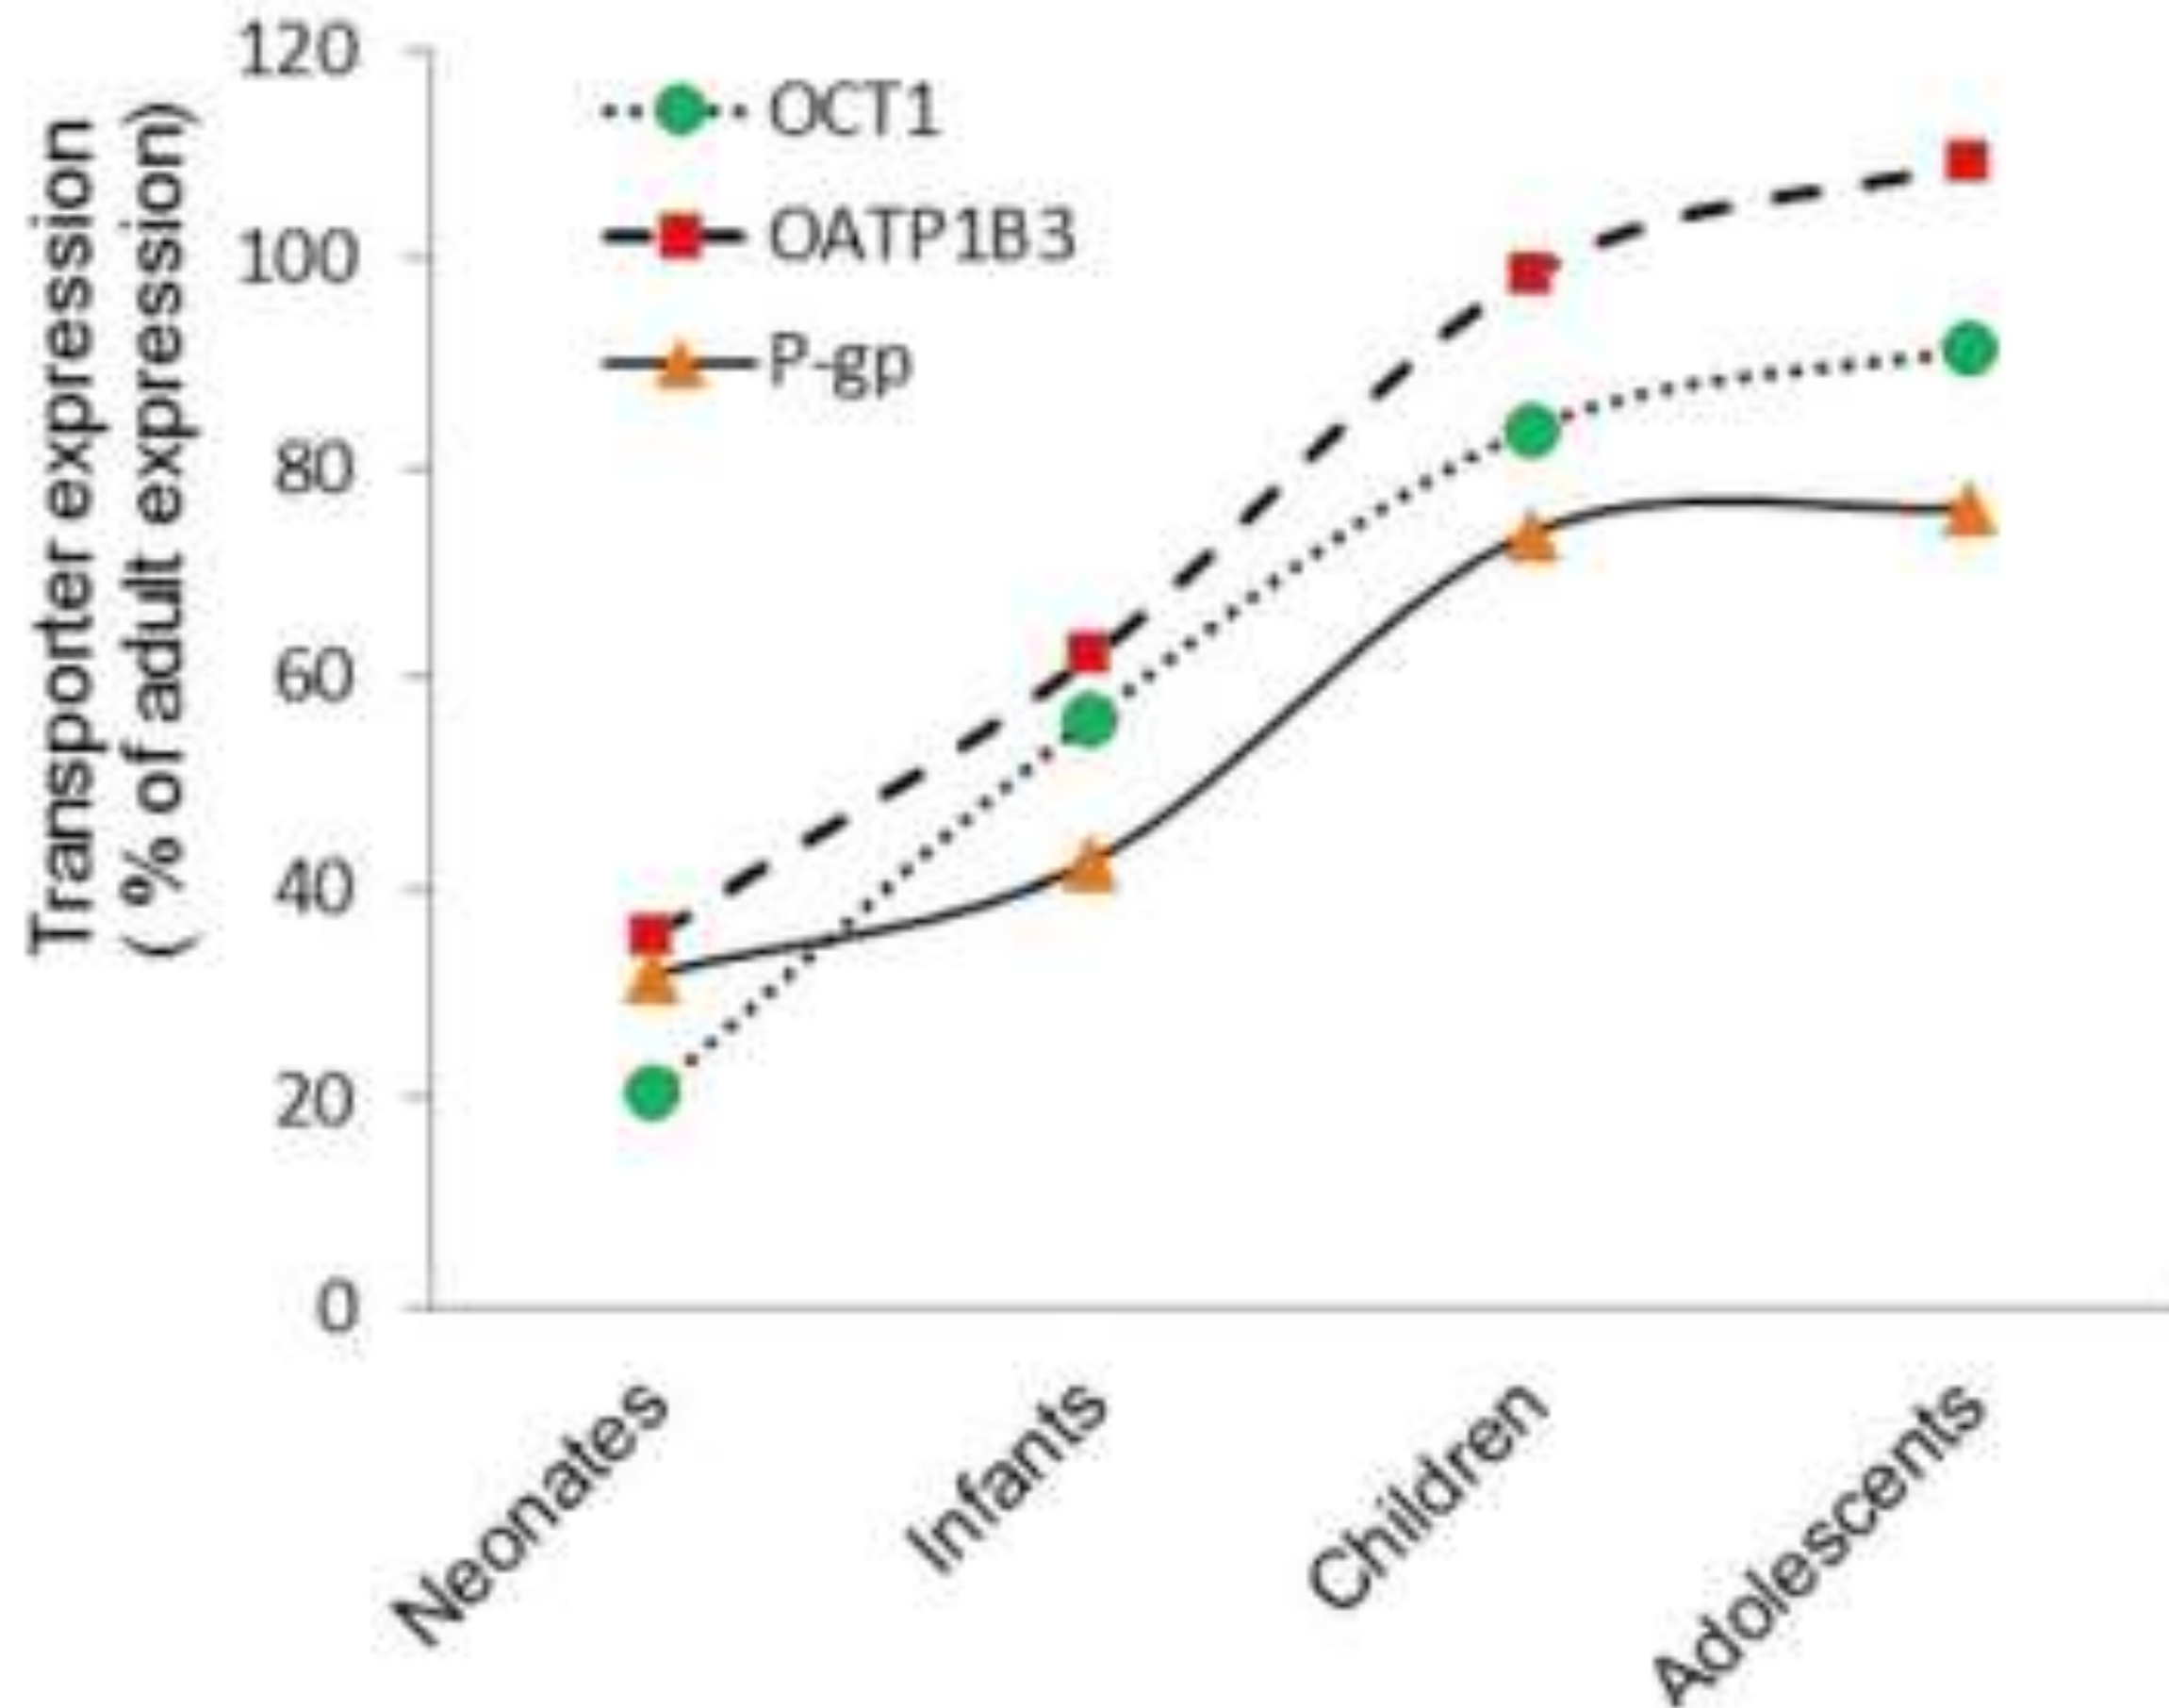 Transporter expression
( % of adult expression)
120
100
80
60
40
20
0
OCT1
OATP1B3
P-gp
Neonates
Infants
Children
Adolescents